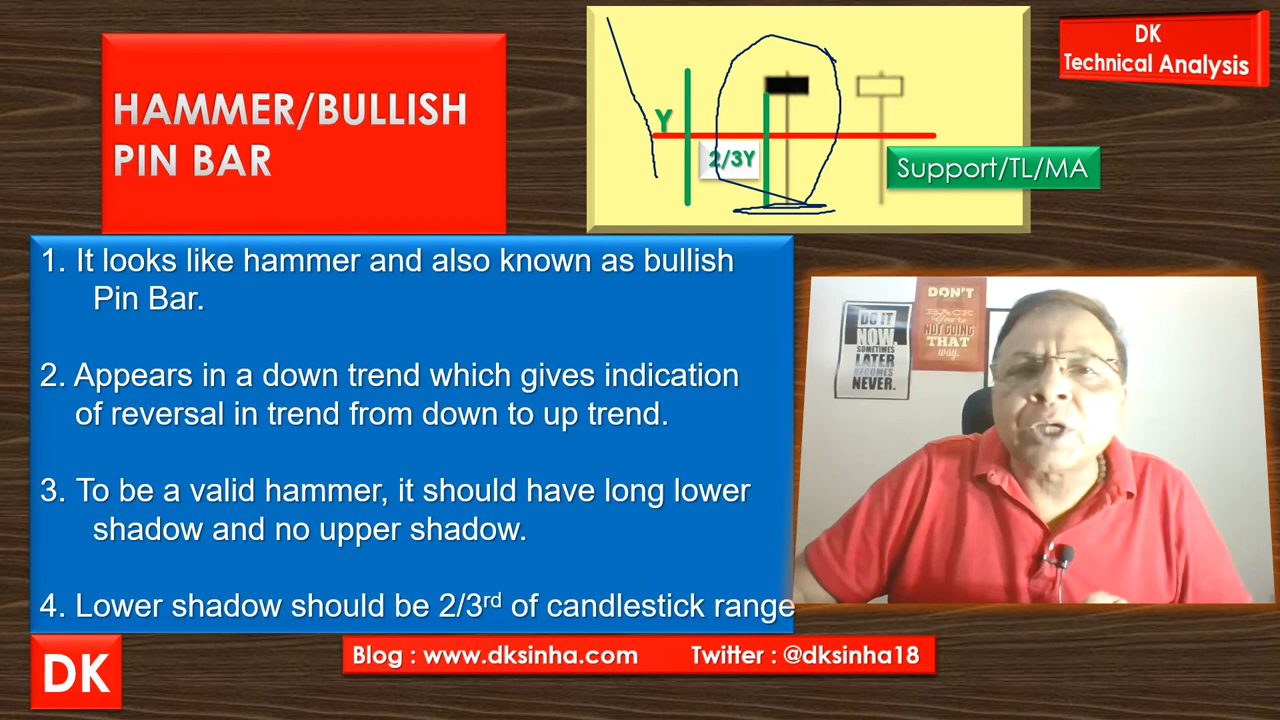 HAMMER/BULLISH
PIN BAR
Y
2/3Y
Support/TL/MA
DK
Technical Analysis
1. It looks like hammer and also known as bullish
Pin Bar.
2. Appears in a down trend which gives indication
of reversal in trend from down to up trend.
3. To be a valid hammer, it should have long lower
shadow and no upper shadow.
4. Lower shadow should be 2/3rd of candlestick range
DO IT
NOW.
SOMETIMES
LATER
BECOMES
NEVER.
DON'T
BACK
You're
NOT GOING
THAT
way.
DK
Blog : www.dksinha.com Twitter : @dksinha18